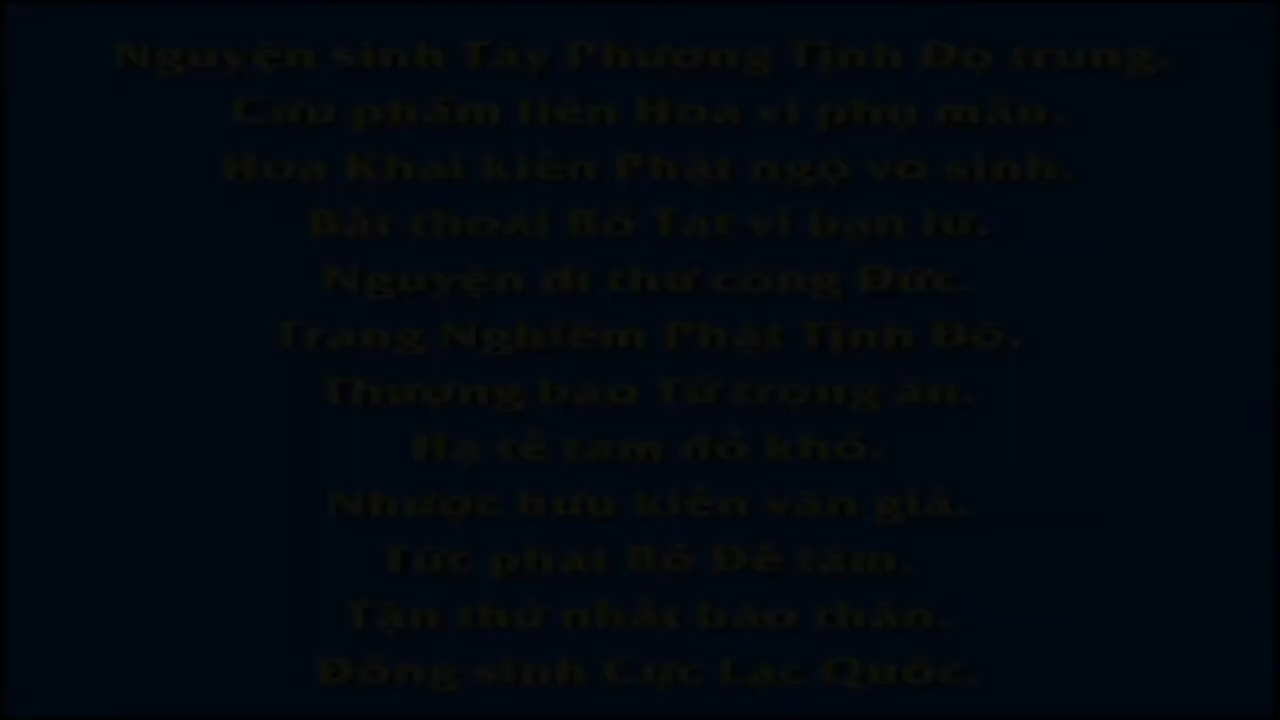 Nguyện sinh Tây Phương Tịnh Độ trung.
Cửu phẩm liên Hoa vi phụ mẫu.
Hoa Khai kiến Phật ngộ vô sinh.
Bất thoái Bồ Tát vi bạn lữ.
Nguyện dĩ thử công Đức.
Trang Nghiêm Phật Tịnh Độ.
Thượng báo Tứ trọng ân.
Hạ tế tam đồ khổ.
Nhược hữu kiến văn giả.
Tức phát Bồ Đề tâm.
Tận thử nhất báo thân.
Đồng sinh Cực Lạc Quốc.